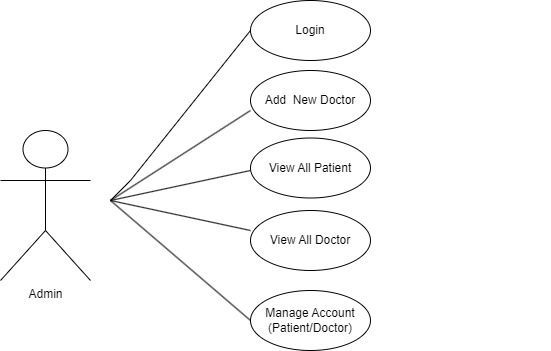 Login
Add  New Doctor
View All Patient
View All Doctor
Admin
Manage Account
(Patient/Doctor)